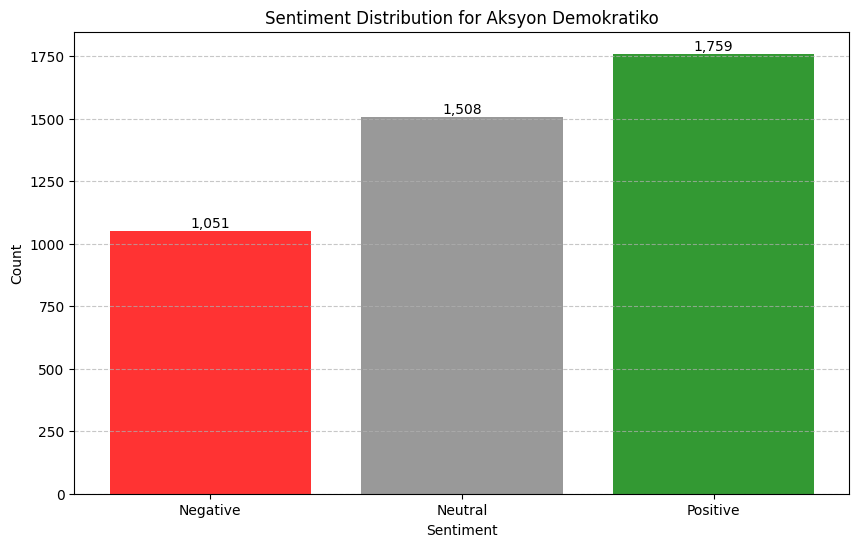 Sentiment Distribution for Aksyon Demokratiko
1750
1500
1250
1000
750
500
250
0
1,051
1,508
1,759
Negative
Neutral
Positive
Count
Sentiment